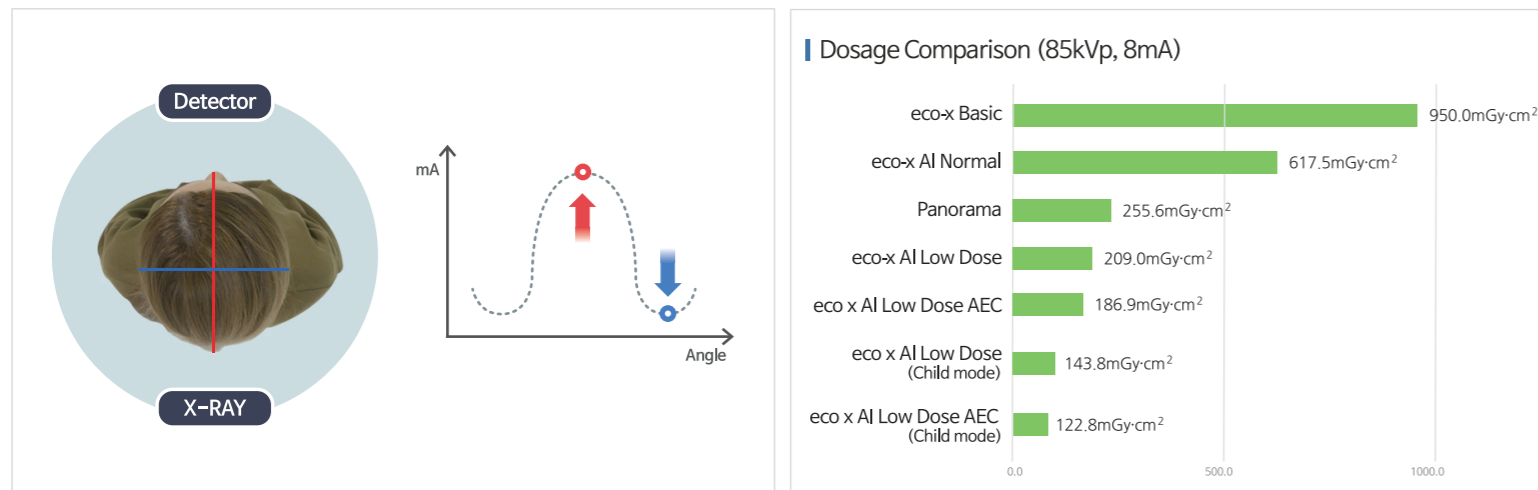 Detector
X-RAY
mA
Angle
Dosage Comparison (85kVp, 8mA)
eco-x Basic
950.0mGy·cm²
eco-x AI Normal
617.5mGy·cm²
Panorama
255.6mGy·cm²
eco-x AI Low Dose
209.0mGy·cm²
eco x AI Low Dose AEC
186.9mGy·cm²
eco x AI Low Dose
(Child mode)
143.8mGy·cm²
eco x AI Low Dose AEC
(Child mode)
122.8mGy·cm²
0.0
500.0
1000.0